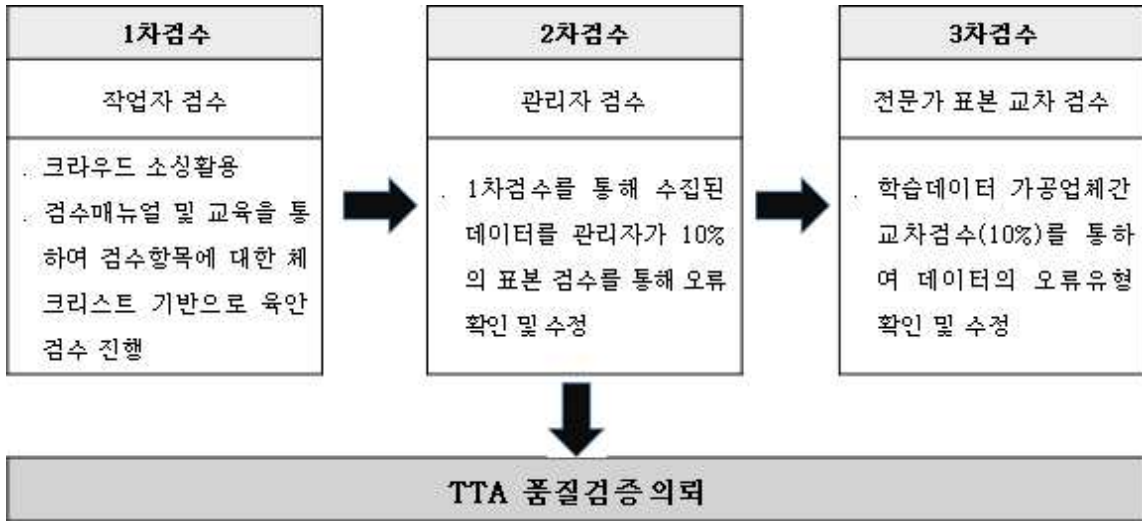 1차검수
작업자 검수
. 크라우드 소싱활용
. 검수매뉴얼 및 교육을 통
하여 검수항목에 대한 체
크리스트 기반으로 육안
검수 진행
2차검수
관리자 검수
. 1차검수를 통해 수집된
데이터를 관리자가 10%
의 표본 검수를 통해 오류
확인 및 수정
3차검수
전문가 표본 교차 검수
. 학습데이터 가공업체간
교차검수(10%)를 통하
여 데이터의 오류유형
확인 및 수정
TTA 품질검증의뢰